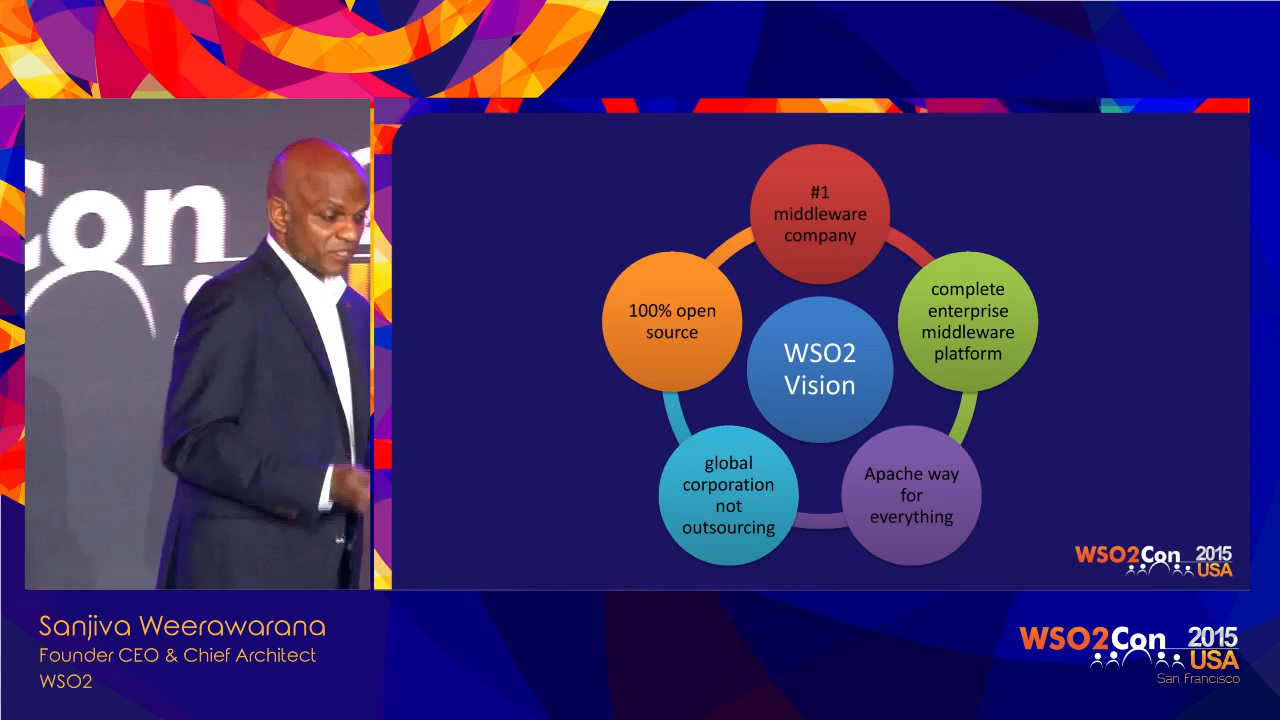 Con
#1
middleware
company
100% open
source
complete
enterprise
middleware
platform
WSO2
Vision
global
corporation
not
outsourcing
Apache way
for
everything
WSO2Con 2015
USA
Sanjiva Weerawarana
Founder CEO & Chief Architect
WSO2
WSO2Con 2015
USA
San Francisco